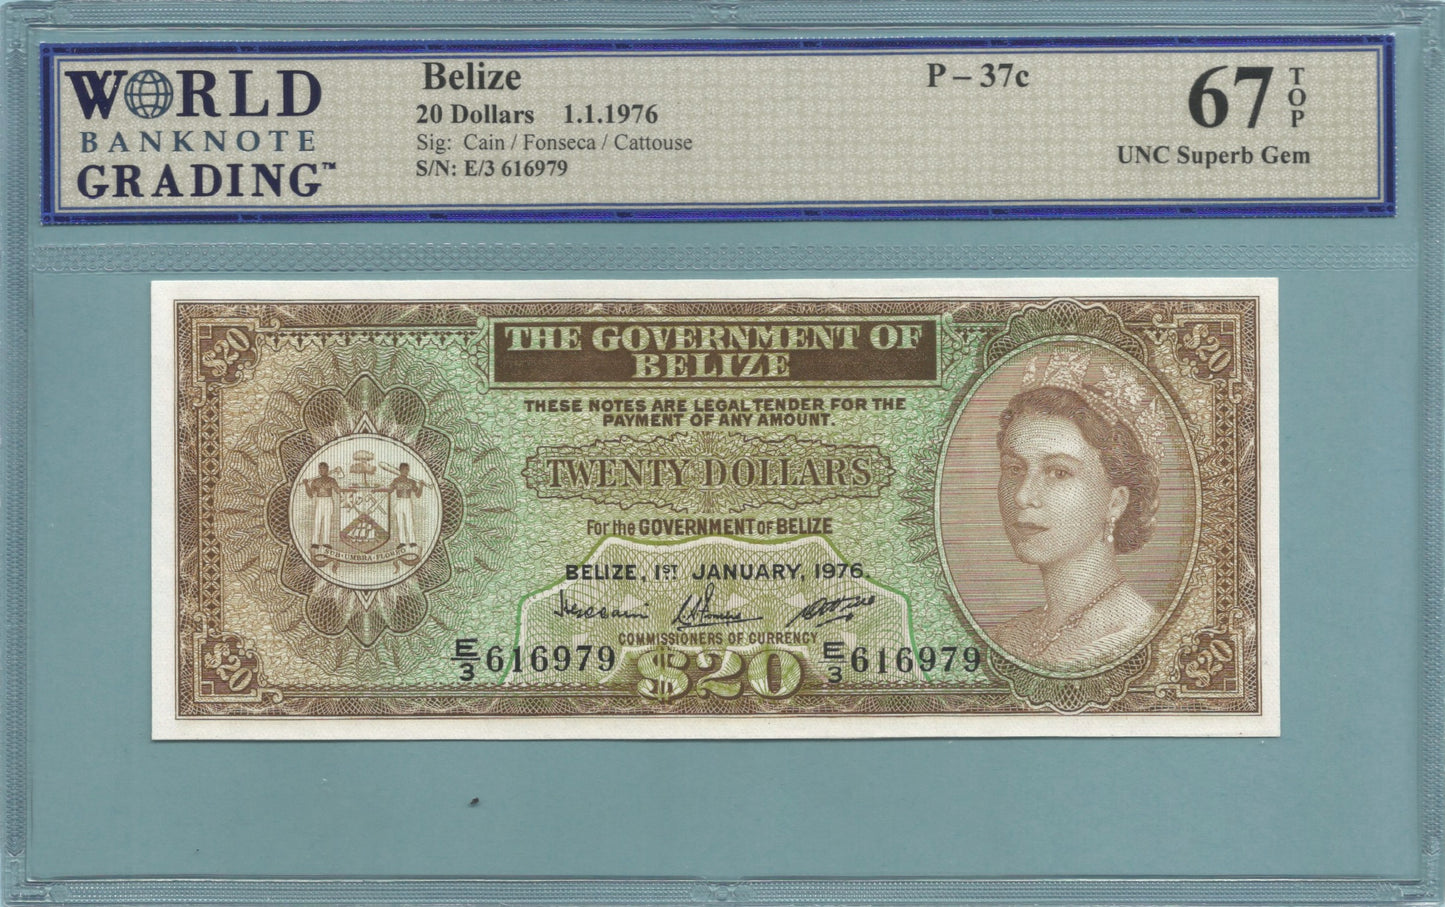 WORLD
BANKNOTE
GRADING™
Belize
20 Dollars 1.1.1976
Sig: Cain / Fonseca / Cattouse
S/N: E/3 616979
P – 37c
67 TOP
UNC Superb Gem
$20
$20
THE GOVERNMENT OF
BELIZE
THESE NOTES ARE LEGAL TENDER FOR THE
PAYMENT OF ANY AMOUNT.
TWENTY DOLLARS
For the GOVERNMENT of BELIZE
SUB·UMBRA·FLOREO
BELIZE, 1ST JANUARY, 1976.
COMMISSIONERS OF CURRENCY
E/3 616979
E/3 616979
$20
$20
$20